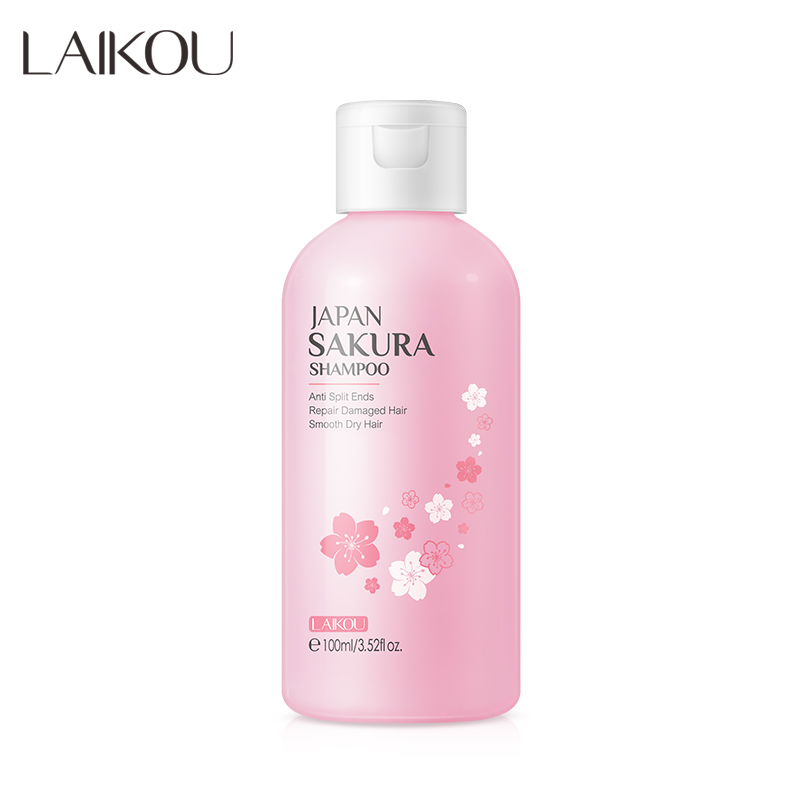 LAIKOU
JAPAN
SAKURA
SHAMPOO
Anti Split Ends
Repair Damaged Hair
Smooth Dry Hair
LAIKOU
℮100ml/3.52fl oz.